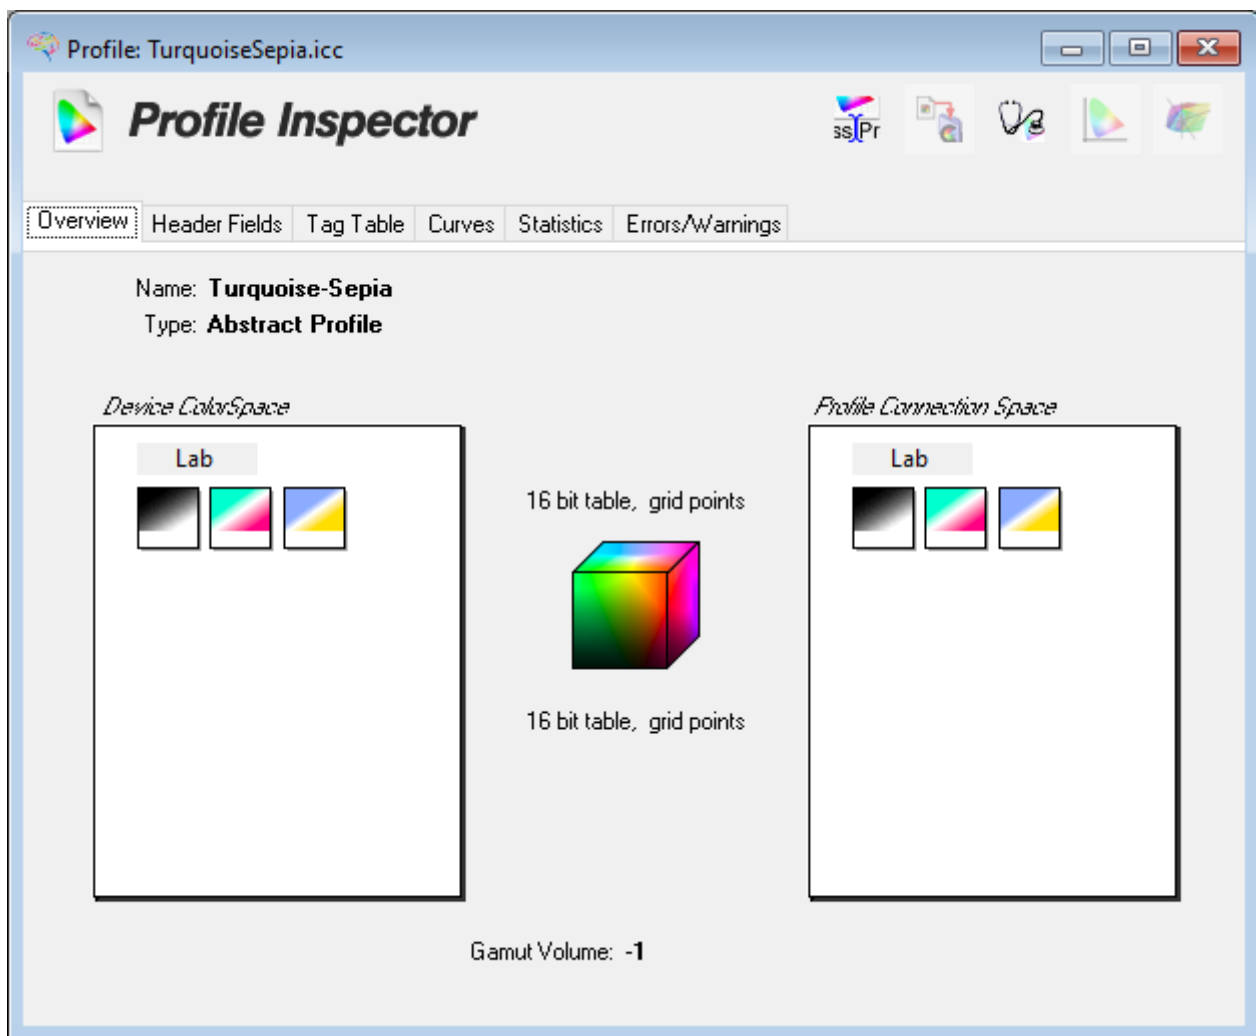 Profile: TurquoiseSepia.icc
Profile Inspector
ss Pr
Overview Header Fields Tag Table Curves Statistics Errors/Warnings
Name: Turquoise-Sepia
Type: Abstract Profile
Device ColorSpace Profile Connection Space
Lab Lab
16 bit table,  grid points
16 bit table,  grid points
Gamut Volume: -1